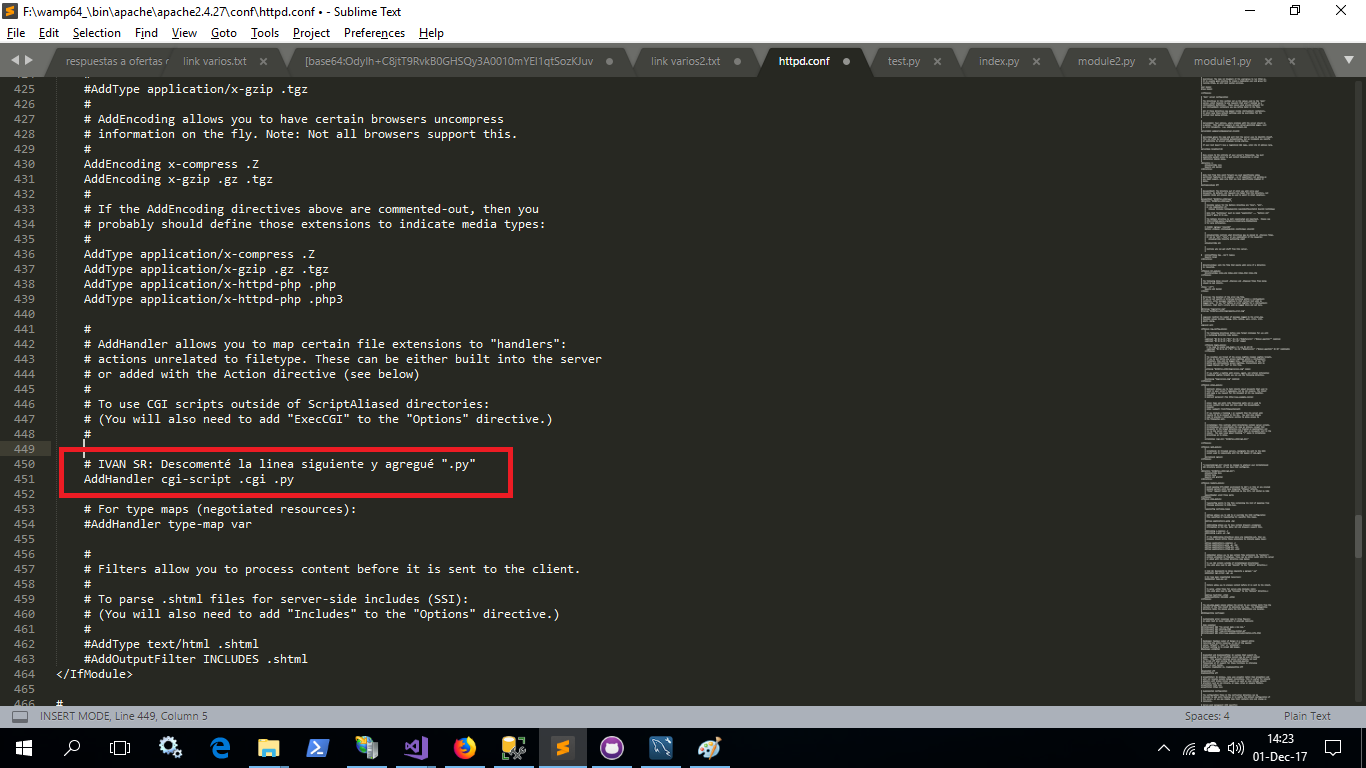 F:\wamp64_\bin\apache\apache2.4.27\conf\httpd.conf • - Sublime Text
File Edit Selection Find View Goto Tools Project Preferences Help
respuestas a ofertas link varios.txt [base64:Odylh+C8jtT9RvkB0GHSQy3A0010mYEI1qtSozKJuv link varios2.txt httpd.conf test.py index.py module2.py module1.py
425 #AddType application/x-gzip .tgz
426 #
427 # AddEncoding allows you to have certain browsers uncompress
428 # information on the fly. Note: Not all browsers support this.
429 #
430 AddEncoding x-compress .Z
431 AddEncoding x-gzip .gz .tgz
432 #
433 # If the AddEncoding directives above are commented-out, then you
434 # probably should define those extensions to indicate media types:
435 #
436 AddType application/x-compress .Z
437 AddType application/x-gzip .gz .tgz
438 AddType application/x-httpd-php .php
439 AddType application/x-httpd-php .php3
440
441 #
442 # AddHandler allows you to map certain file extensions to "handlers":
443 # actions unrelated to filetype. These can be either built into the server
444 # or added with the Action directive (see below)
445 #
446 # To use CGI scripts outside of ScriptAliased directories:
447 # (You will also need to add "ExecCGI" to the "Options" directive.)
448 #
449
450 # IVAN SR: Descomenté la linea siguiente y agregué ".py"
451 AddHandler cgi-script .cgi .py
452
453 # For type maps (negotiated resources):
454 #AddHandler type-map var
455
456 #
457 # Filters allow you to process content before it is sent to the client.
458 #
459 # To parse .shtml files for server-side includes (SSI):
460 # (You will also need to add "Includes" to the "Options" directive.)
461 #
462 #AddType text/html .shtml
463 #AddOutputFilter INCLUDES .shtml
464 </IfModule>
465
466 #
INSERT MODE, Line 449, Column 5 Spaces: 4 Plain Text
14:23
01-Dec-17